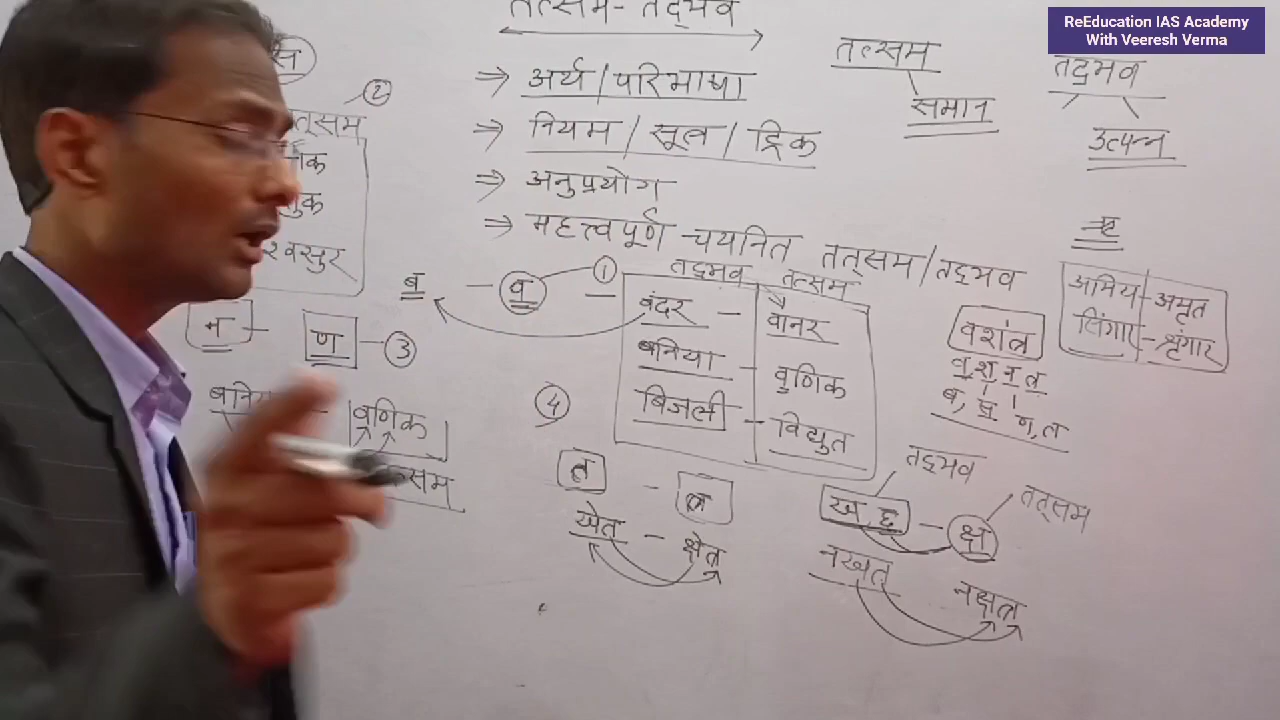 ReEducation IAS Academy
With Veeresh Verma
तत्सम - तद्भव
⇒ अर्थ / परिभाषा
⇒ नियम / सूत्र / ट्रिक
⇒ अनुप्रयोग
⇒ महत्त्वपूर्ण - चयनित तत्सम / तद्भव
तत्सम
समान
तद्भव
उत्पन्न
स
②
तत्सम
श्वसुर
ब - व ①
तद्भव तत्सम
बंदर - वानर
बनिया - वणिक
बिजली - विद्युत
न - ण ③
वणिक
④
त - त्र
खेत - क्षेत्र
ऋ
अमिय - अमृत
सिंगार - श्रृंगार
व, श, ण, त्र
ब, स, न, त
तद्भव
ख, छ - क्ष
तत्सम
नखत
नक्षत्र